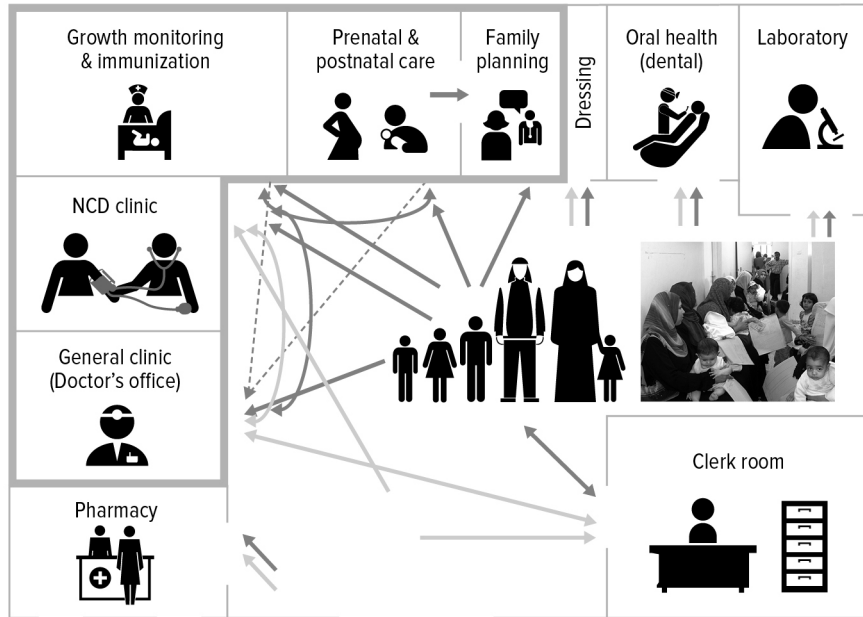 Growth monitoring
& immunization
Prenatal &
postnatal care
Family
planning
Dressing
Oral health
(dental)
Laboratory
NCD clinic
General clinic
(Doctor’s office)
Clerk room
Pharmacy